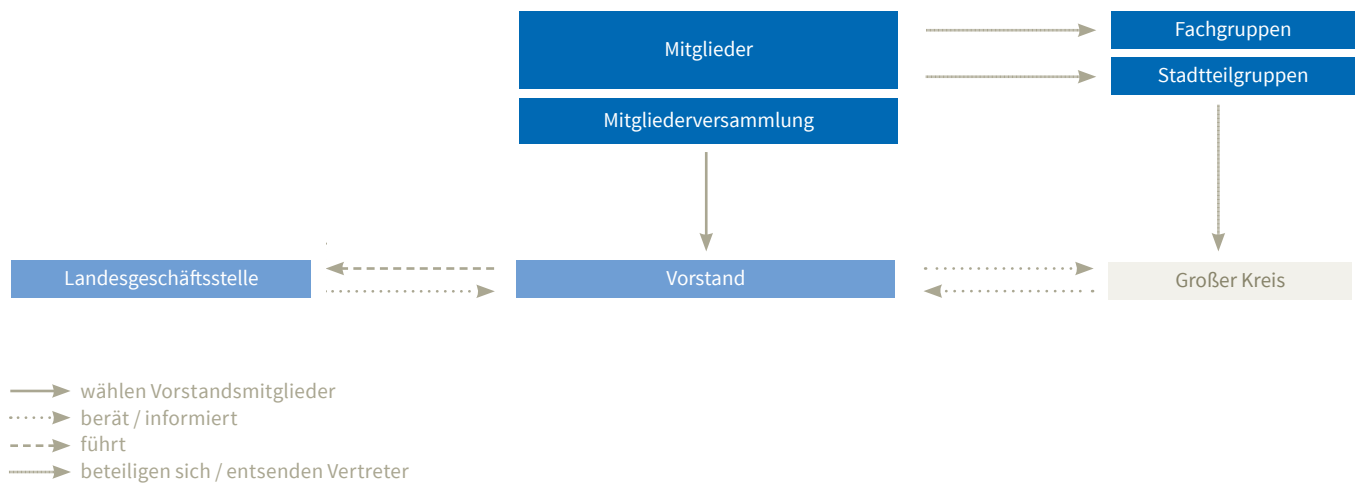 Mitglieder
Fachgruppen
Stadtteilgruppen
Mitgliederversammlung
Landesgeschäftsstelle
Vorstand
Großer Kreis
wählen Vorstandsmitglieder
berät / informiert
führt
beteiligen sich / entsenden Vertreter